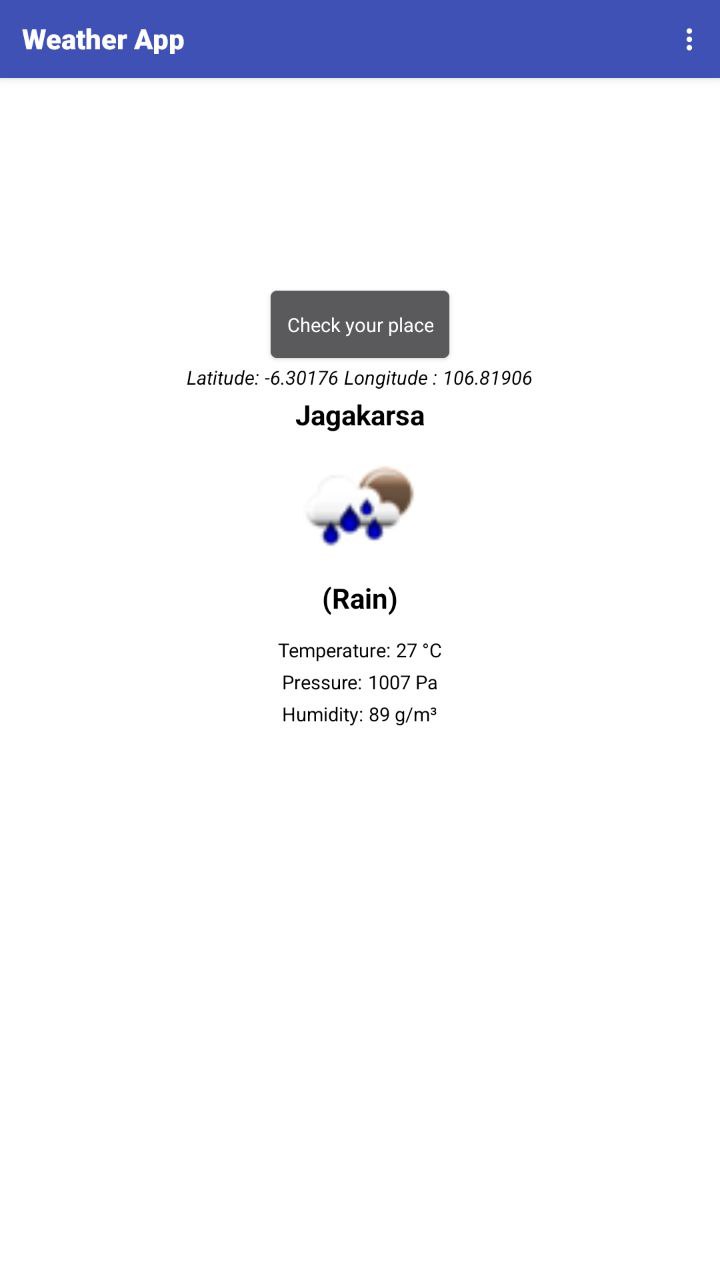 Weather App
Check your place
Latitude: -6.30176 Longitude : 106.81906
Jagakarsa
(Rain)
Temperature: 27 °C
Pressure: 1007 Pa
Humidity: 89 g/m³